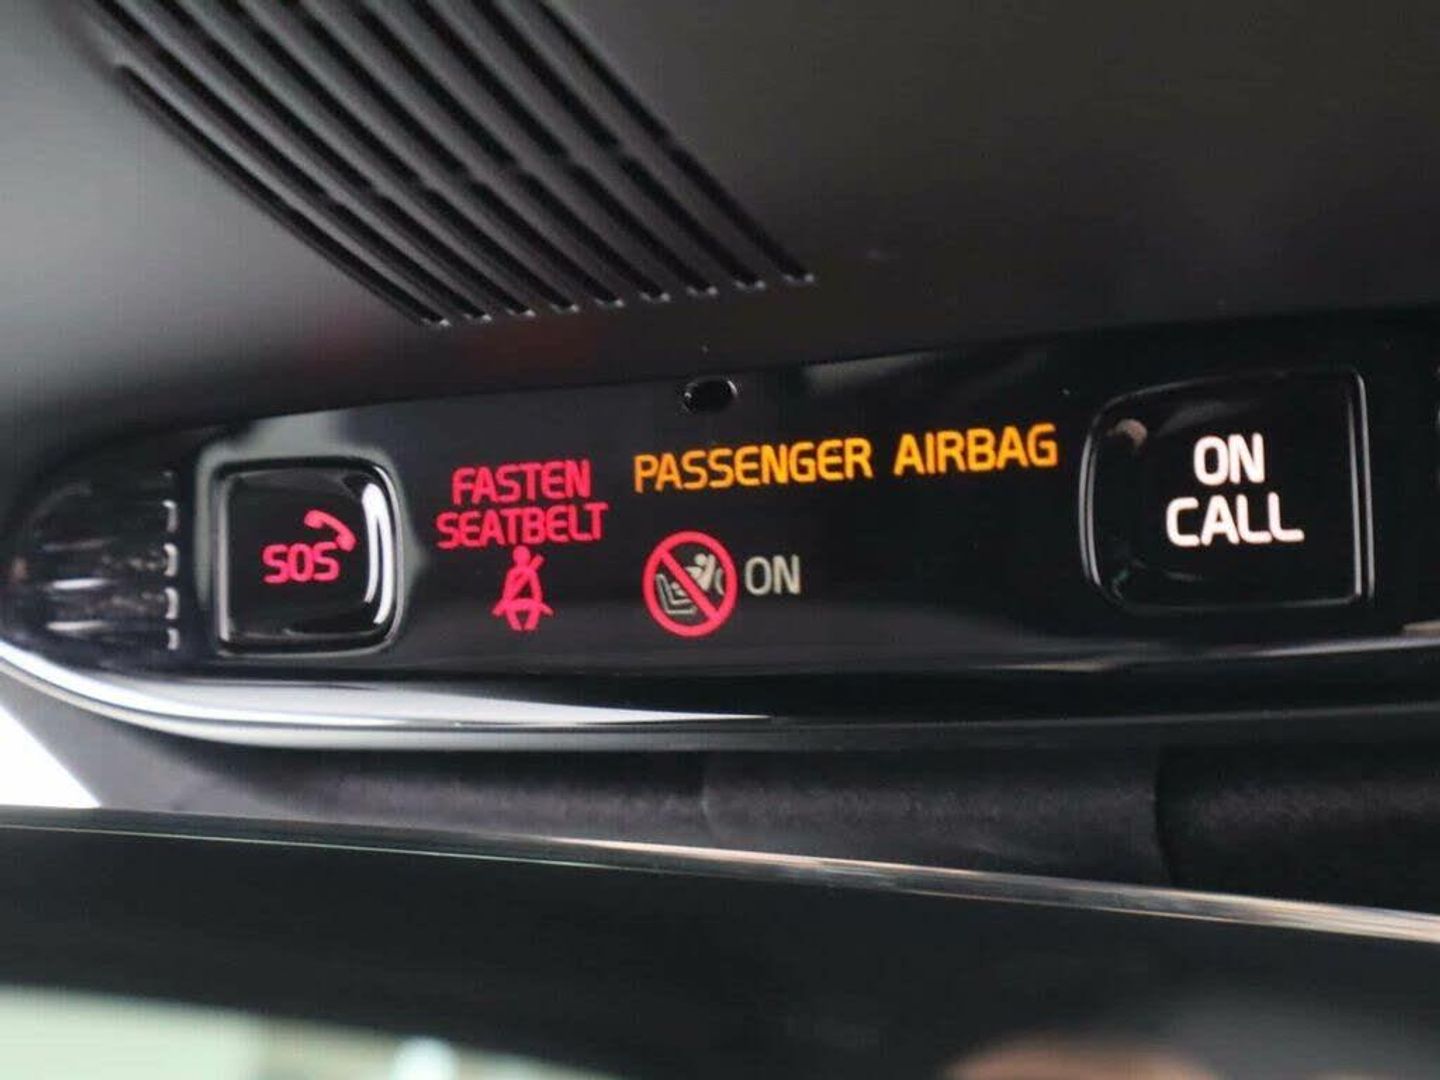 SOS
FASTEN
SEATBELT
PASSENGER AIRBAG
ON
ON
CALL